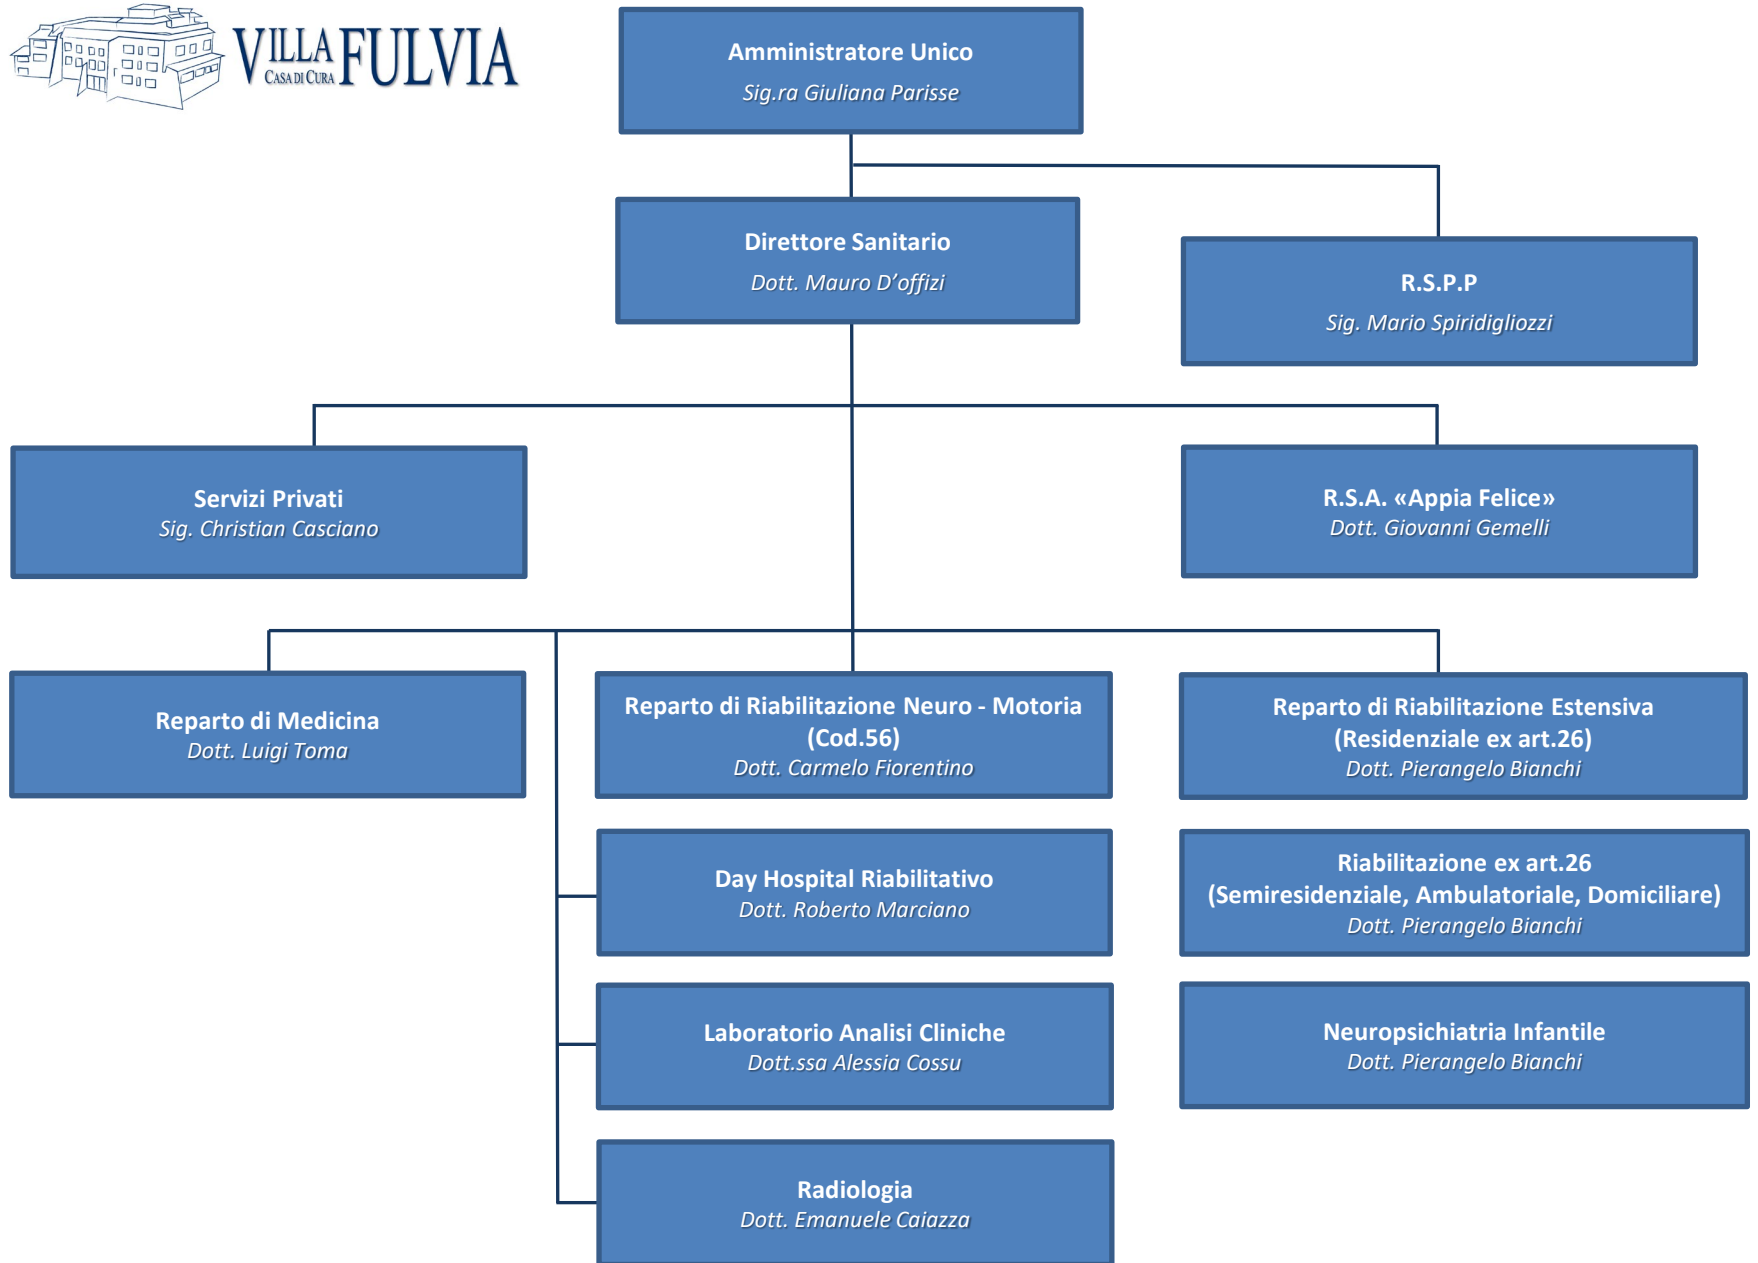 VILLA FULVIA
CASA DI CURA
Amministratore Unico
Sig.ra Giuliana Parisse
Direttore Sanitario
Dott. Mauro D’offizi
R.S.P.P
Sig. Mario Spiridigliozzi
Servizi Privati
Sig. Christian Casciano
R.S.A. «Appia Felice»
Dott. Giovanni Gemelli
Reparto di Medicina
Dott. Luigi Toma
Reparto di Riabilitazione Neuro - Motoria
(Cod.56)
Dott. Carmelo Fiorentino
Reparto di Riabilitazione Estensiva
(Residenziale ex art.26)
Dott. Pierangelo Bianchi
Day Hospital Riabilitativo
Dott. Roberto Marciano
Riabilitazione ex art.26
(Semiresidenziale, Ambulatoriale, Domiciliare)
Dott. Pierangelo Bianchi
Laboratorio Analisi Cliniche
Dott.ssa Alessia Cossu
Neuropsichiatria Infantile
Dott. Pierangelo Bianchi
Radiologia
Dott. Emanuele Caiazza